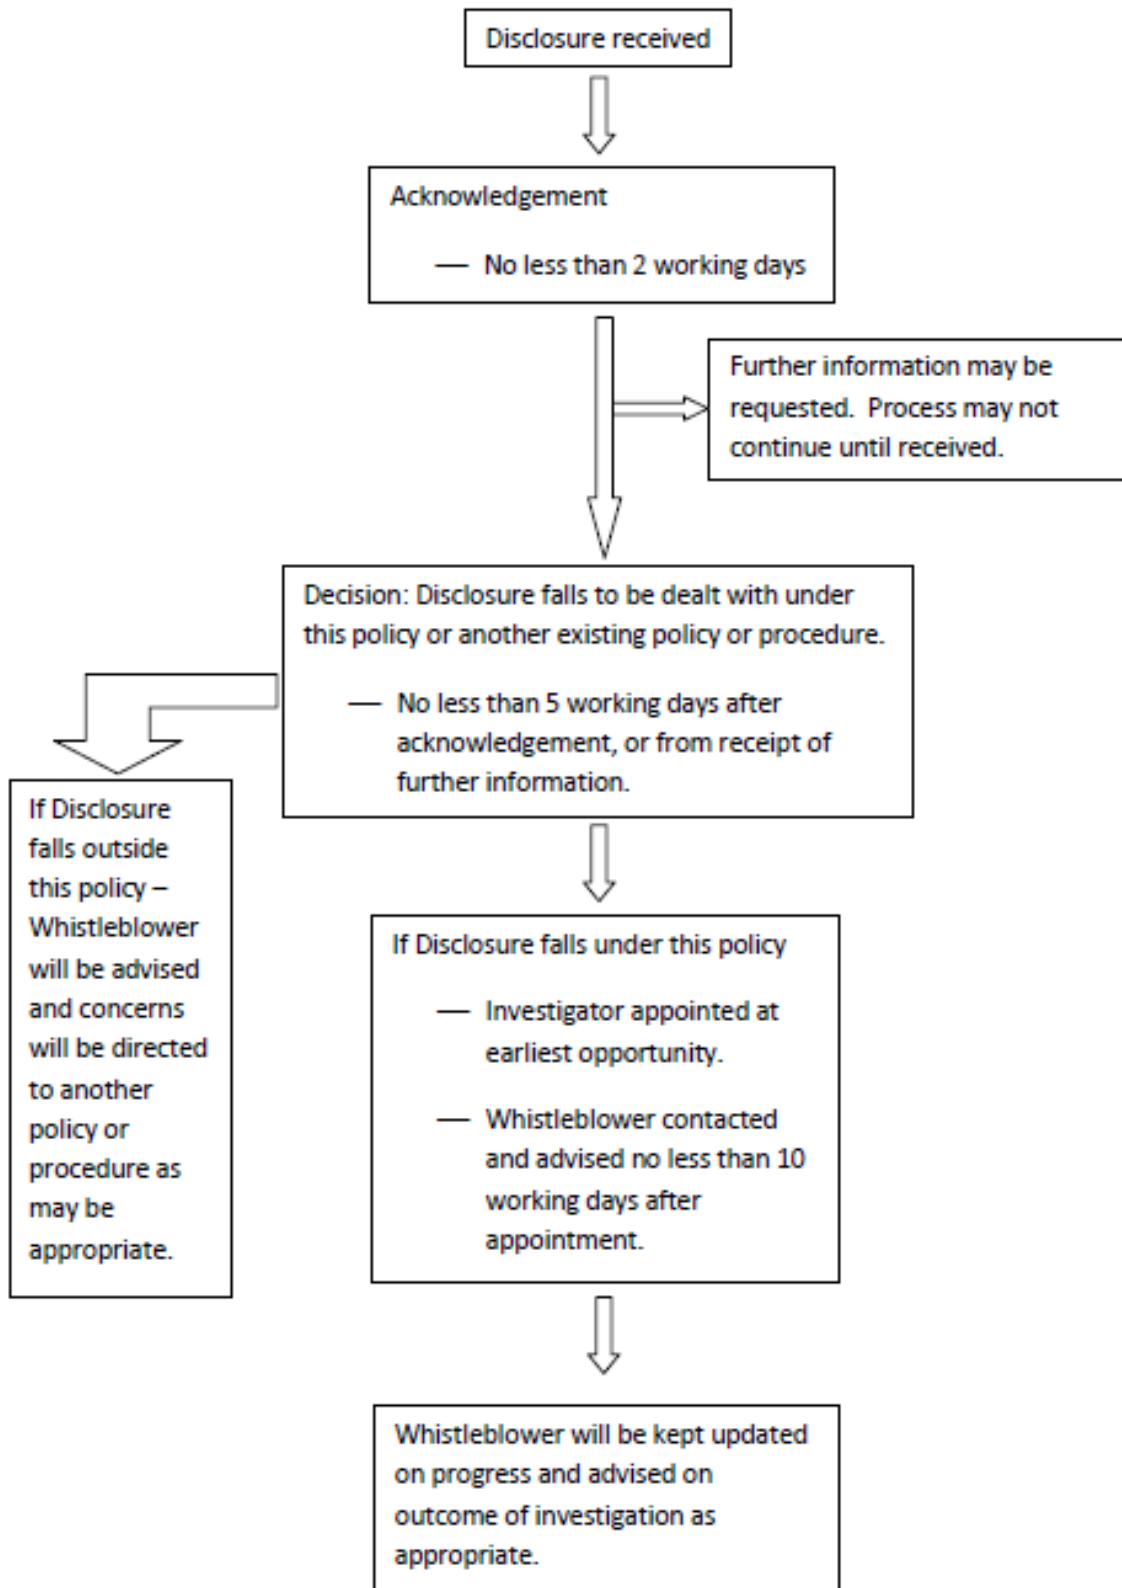 Disclosure received
Acknowledgement
— No less than 2 working days
Further information may be
requested.  Process may not
continue until received.
Decision: Disclosure falls to be dealt with under
this policy or another existing policy or procedure.
— No less than 5 working days after
acknowledgement, or from receipt of
further information.
If Disclosure
falls outside
this policy –
Whistleblower
will be advised
and concerns
will be directed
to another
policy or
procedure as
may be
appropriate.
If Disclosure falls under this policy
— Investigator appointed at
earliest opportunity.
— Whistleblower contacted
and advised no less than 10
working days after
appointment.
Whistleblower will be kept updated
on progress and advised on
outcome of investigation as
appropriate.